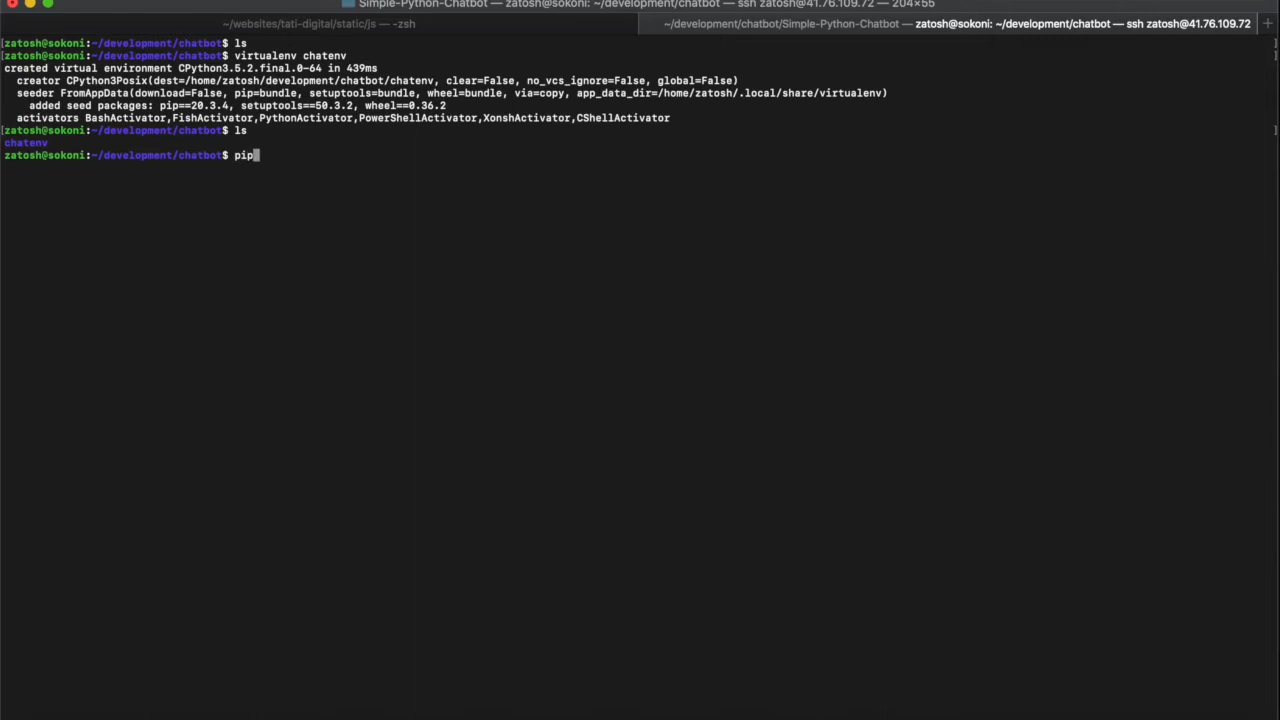 Simple-Python-Chatbot — zatosh@sokoni: ~/development/chatbot — ssh zatosh@41.76.109.72 — 204×55
~/websites/tati-digital/static/js — -zsh
~/development/chatbot/Simple-Python-Chatbot — zatosh@sokoni: ~/development/chatbot — ssh zatosh@41.76.109.72 +
[zatosh@sokoni:~/development/chatbot$ ls ]
[zatosh@sokoni:~/development/chatbot$ virtualenv chatenv ]
created virtual environment CPython3.5.2.final.0-64 in 439ms
creator CPython3Posix(dest=/home/zatosh/development/chatbot/chatenv, clear=False, no_vcs_ignore=False, global=False)
seeder FromAppData(download=False, pip=bundle, setuptools=bundle, wheel=bundle, via=copy, app_data_dir=/home/zatosh/.local/share/virtualenv)
added seed packages: pip==20.3.4, setuptools==50.3.2, wheel==0.36.2
activators BashActivator,FishActivator,PythonActivator,PowerShellActivator,XonshActivator,CShellActivator
[zatosh@sokoni:~/development/chatbot$ ls ]
chatenv
zatosh@sokoni:~/development/chatbot$ pip